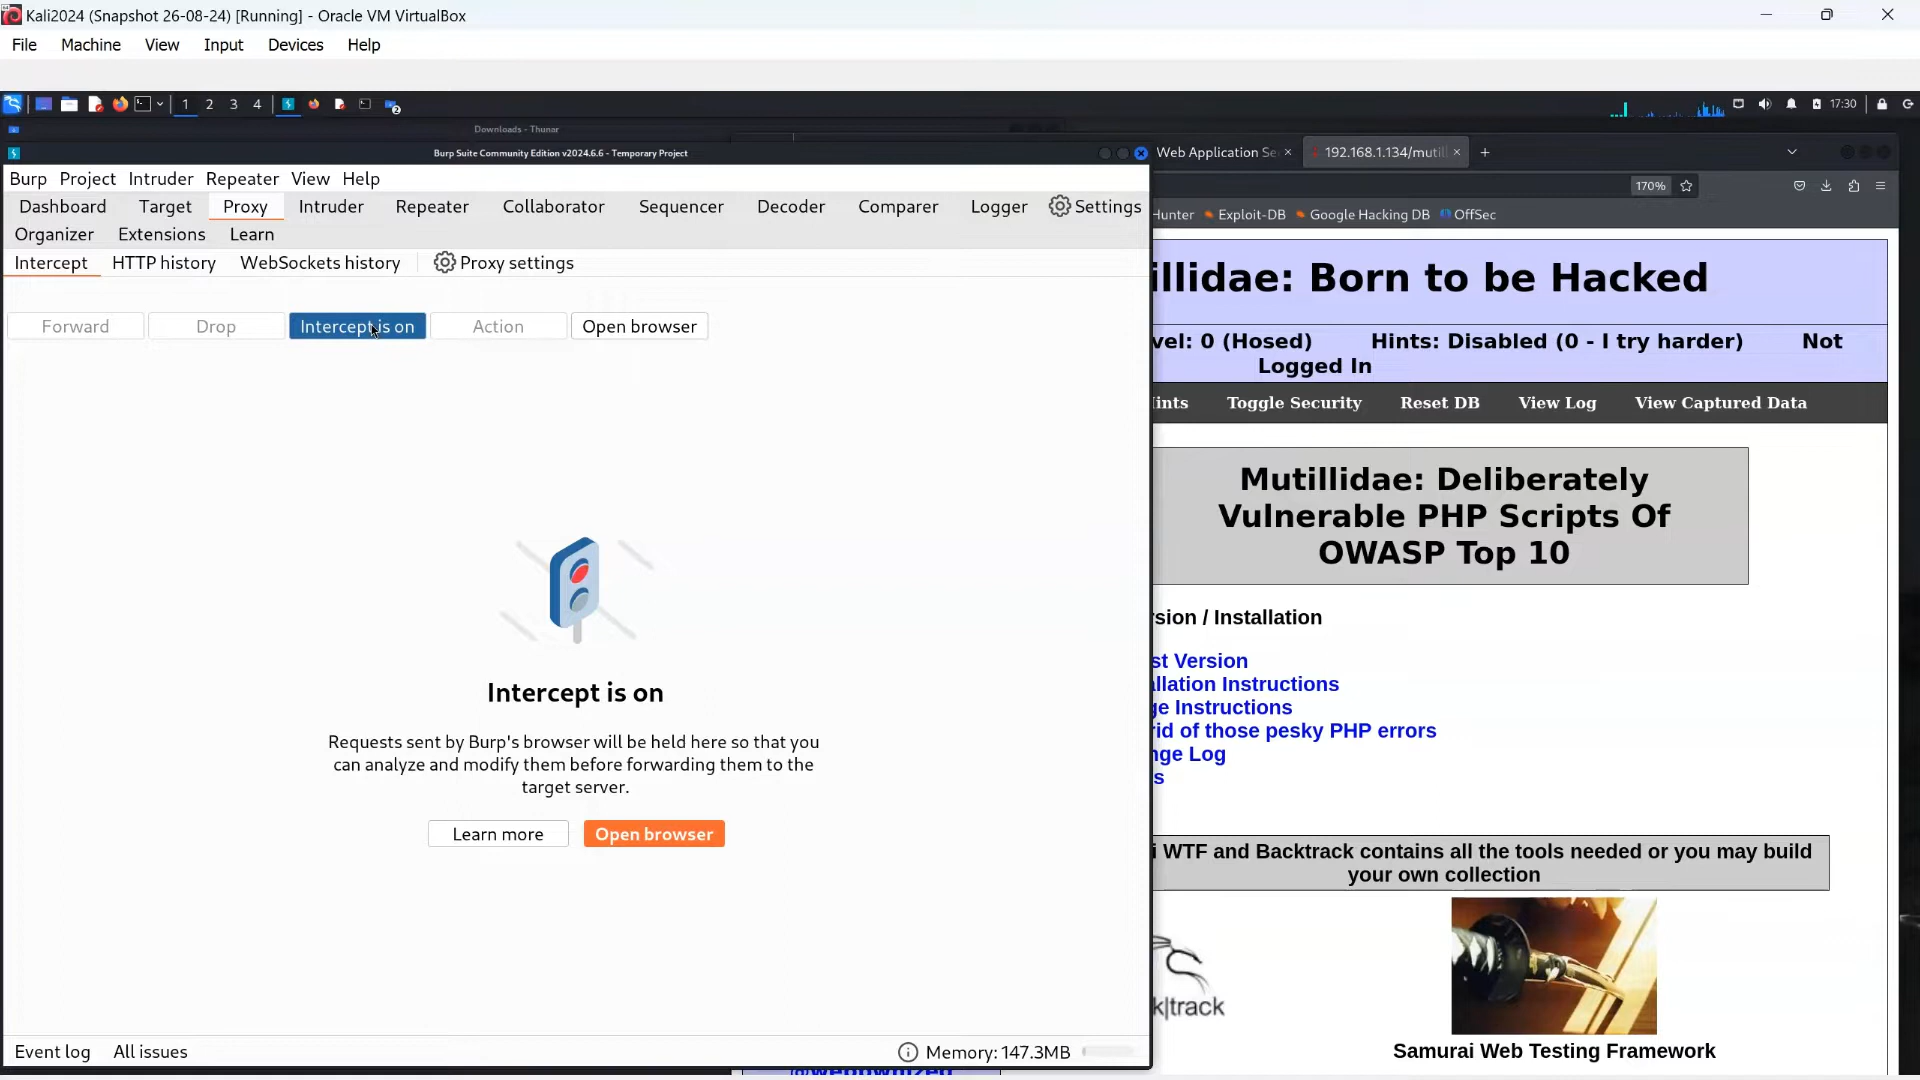 Kali2024 (Snapshot 26-08-24) [Running] - Oracle VM VirtualBox
File Machine View Input Devices Help
1 2 3 4 2 17:30
Downloads - Thunar
Burp Suite Community Edition v2024.6.6 - Temporary Project
Burp Project Intruder Repeater View Help
Dashboard Target Proxy Intruder Repeater Collaborator Sequencer Decoder Comparer Logger Settings
Organizer Extensions Learn
Intercept HTTP history WebSockets history Proxy settings
Forward Drop Intercept is on Action Open browser
Intercept is on
Requests sent by Burp's browser will be held here so that you
can analyze and modify them before forwarding them to the
target server.
Learn more Open browser
Event log All issues Memory: 147.3MB
Web Application Se × 192.168.1.134/mutil × +
170%
Hunter Exploit-DB Google Hacking DB OffSec
illidae: Born to be Hacked
vel: 0 (Hosed) Hints: Disabled (0 - I try harder) Not
Logged In
ints Toggle Security Reset DB View Log View Captured Data
Mutillidae: Deliberately
Vulnerable PHP Scripts Of
OWASP Top 10
rsion / Installation
st Version
allation Instructions
ge Instructions
rid of those pesky PHP errors
nge Log
s
i WTF and Backtrack contains all the tools needed or you may build
your own collection
k|track
Samurai Web Testing Framework